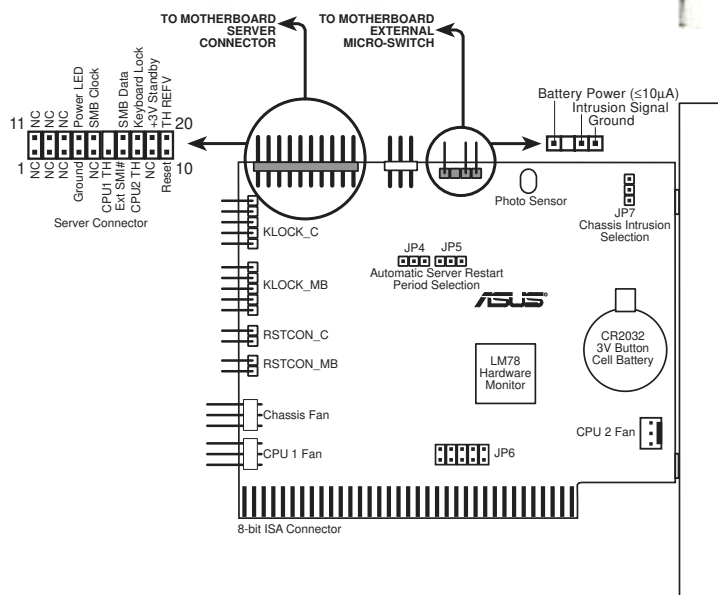 TO MOTHERBOARD
SERVER
CONNECTOR
TO MOTHERBOARD
EXTERNAL
MICRO-SWITCH
11
NC
NC
NC
Power LED
SMB Clock
SMB Data
Keyboard Lock
+3V Standby
TH REFV
20
1
NC
NC
NC
Ground
NC
CPU1 TH
Ext SMI#
CPU2 TH
NC
Reset
10
Server Connector
Battery Power (≤10µA)
Intrusion Signal
Ground
Photo Sensor
JP7
Chassis Intrusion
Selection
KLOCK_C
JP4 JP5
Automatic Server Restart
Period Selection
KLOCK_MB
ASUS®
RSTCON_C
RSTCON_MB
LM78
Hardware
Monitor
CR2032
3V Button
Cell Battery
Chassis Fan
CPU 1 Fan
CPU 2 Fan
JP6
8-bit ISA Connector